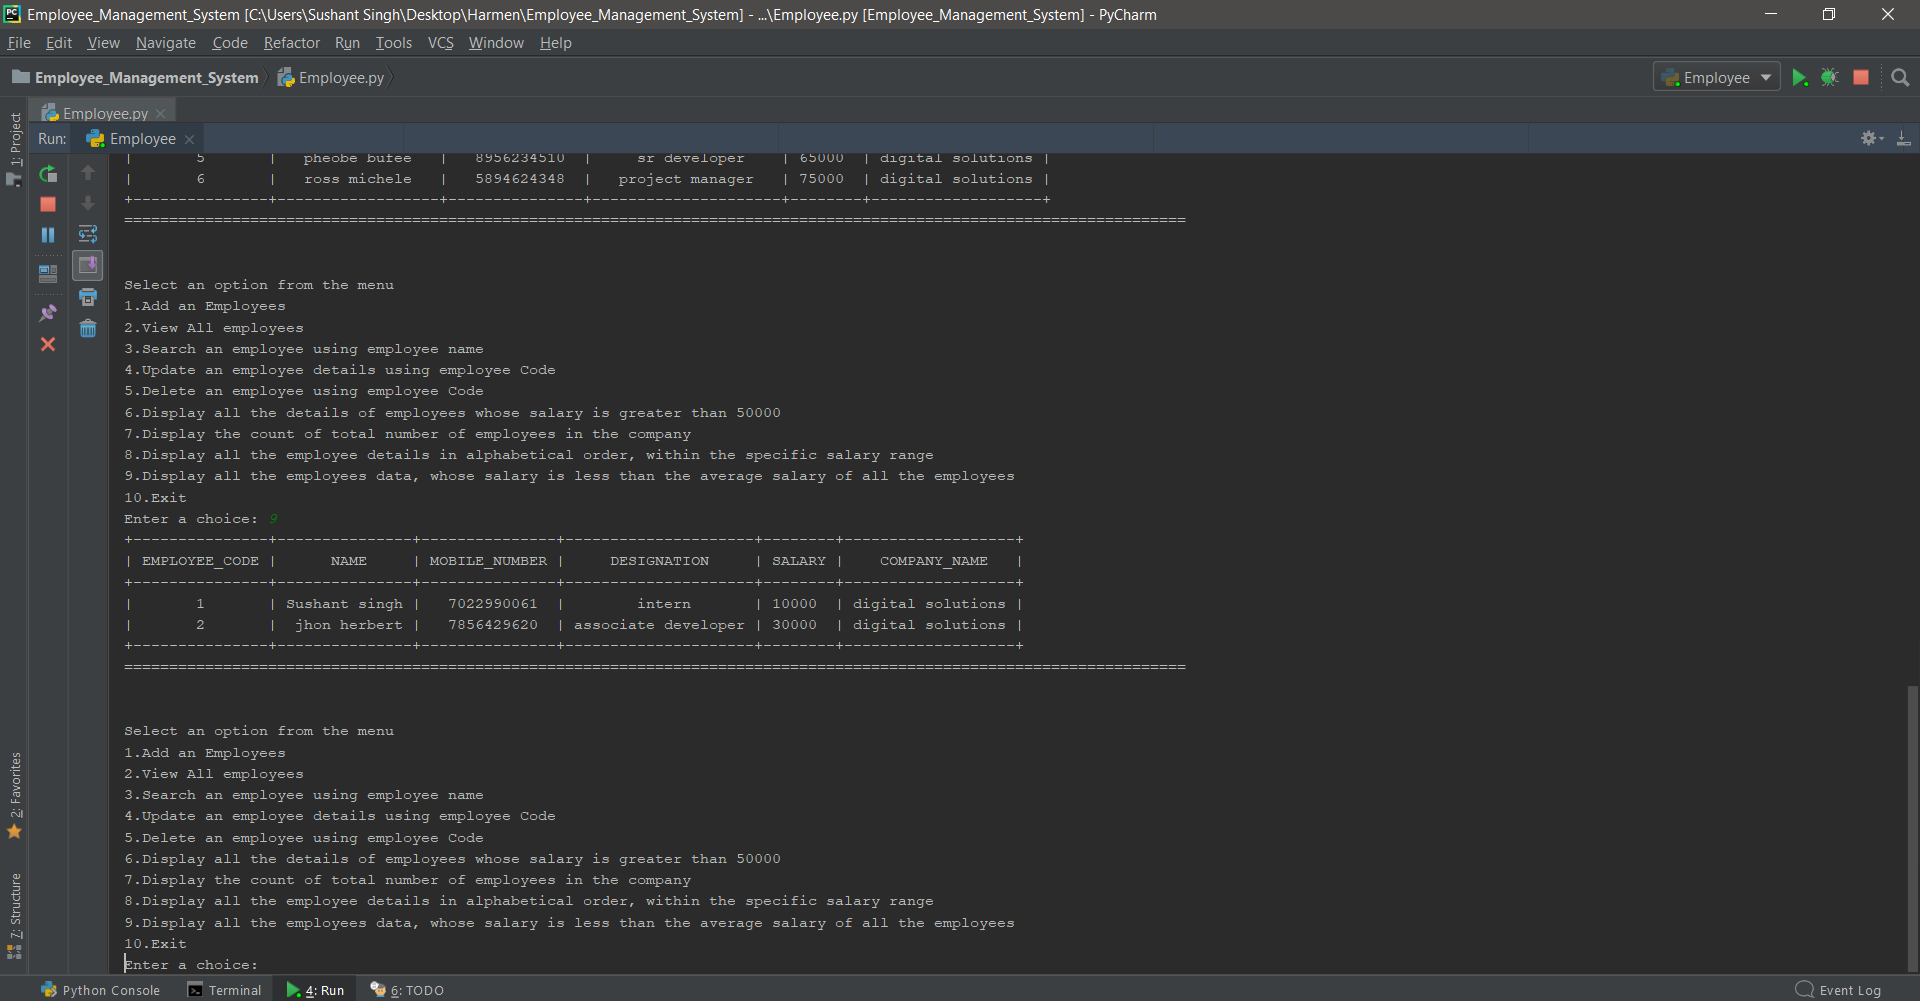 Employee_Management_System [C:\Users\Sushant Singh\Desktop\Harmen\Employee_Management_System] - ...\Employee.py [Employee_Management_System] - PyCharm
File Edit View Navigate Code Refactor Run Tools VCS Window Help
Employee_Management_System Employee.py Employee
Employee.py
1: Project
Run: Employee
| 5 | pheobe bufee | 8956234510 | sr developer | 65000 | digital solutions |
| 6 | ross michele | 5894624348 | project manager | 75000 | digital solutions |
Select an option from the menu
1.Add an Employees
2.View All employees
3.Search an employee using employee name
4.Update an employee details using employee Code
5.Delete an employee using employee Code
6.Display all the details of employees whose salary is greater than 50000
7.Display the count of total number of employees in the company
8.Display all the employee details in alphabetical order, within the specific salary range
9.Display all the employees data, whose salary is less than the average salary of all the employees
10.Exit
Enter a choice: 9
| EMPLOYEE_CODE | NAME | MOBILE_NUMBER | DESIGNATION | SALARY | COMPANY_NAME |
| 1 | Sushant singh | 7022990061 | intern | 10000 | digital solutions |
| 2 | jhon herbert | 7856429620 | associate developer | 30000 | digital solutions |
Select an option from the menu
1.Add an Employees
2.View All employees
3.Search an employee using employee name
4.Update an employee details using employee Code
5.Delete an employee using employee Code
6.Display all the details of employees whose salary is greater than 50000
7.Display the count of total number of employees in the company
8.Display all the employee details in alphabetical order, within the specific salary range
9.Display all the employees data, whose salary is less than the average salary of all the employees
10.Exit
Enter a choice:
2: Favorites
7: Structure
Python Console Terminal 4: Run 6: TODO Event Log